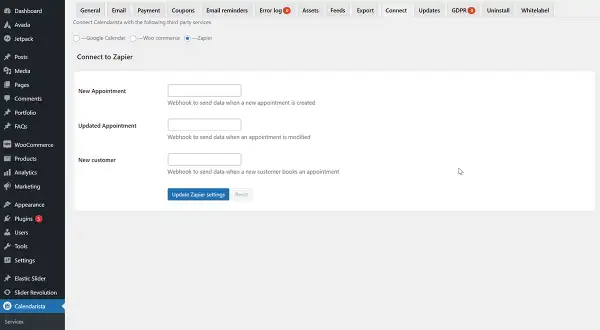 Dashboard
Avada
Jetpack
Posts
Media
Pages
Comments
Portfolio
FAQs
WooCommerce
Products
Analytics
Marketing
Appearance
Plugins 5
Users
Tools
Settings
Elastic Slider
Slider Revolution
Calendarista
Services
General Email Payment Coupons Email reminders Error log Assets Feeds Export Connect Updates GDPR Uninstall Whitelabel
Connect Calendarista with the following third party services
—Google Calendar —Woo commerce —Zapier
Connect to Zapier
New Appointment
Webhook to send data when a new appointment is created
Updated Appointment
Webhook to send data when an appointment is modified
New customer
Webhook to send data when a new customer books an appointment
Update Zapier settings Reset